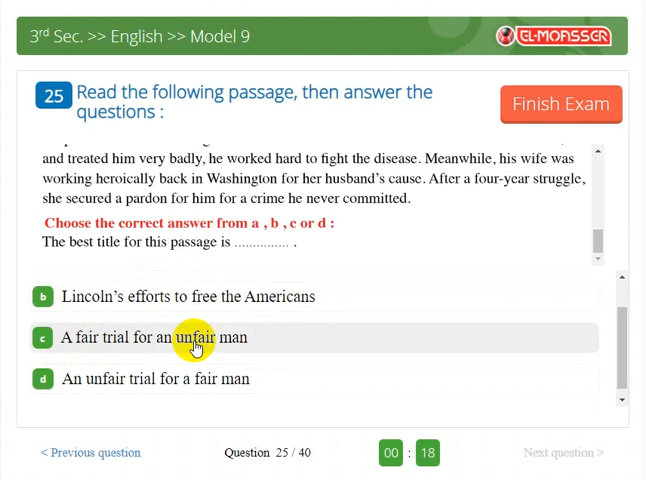 3rd Sec. >> English >> Model 9
EL-MOASSER
25 Read the following passage, then answer the
questions :
Finish Exam
and treated him very badly, he worked hard to fight the disease. Meanwhile, his wife was
working heroically back in Washington for her husband's cause. After a four-year struggle,
she secured a pardon for him for a crime he never committed.
Choose the correct answer from a , b , c or d :
The best title for this passage is .............. .
b Lincoln's efforts to free the Americans
c A fair trial for an unfair man
d An unfair trial for a fair man
< Previous question Question 25 / 40 00 : 18 Next question >